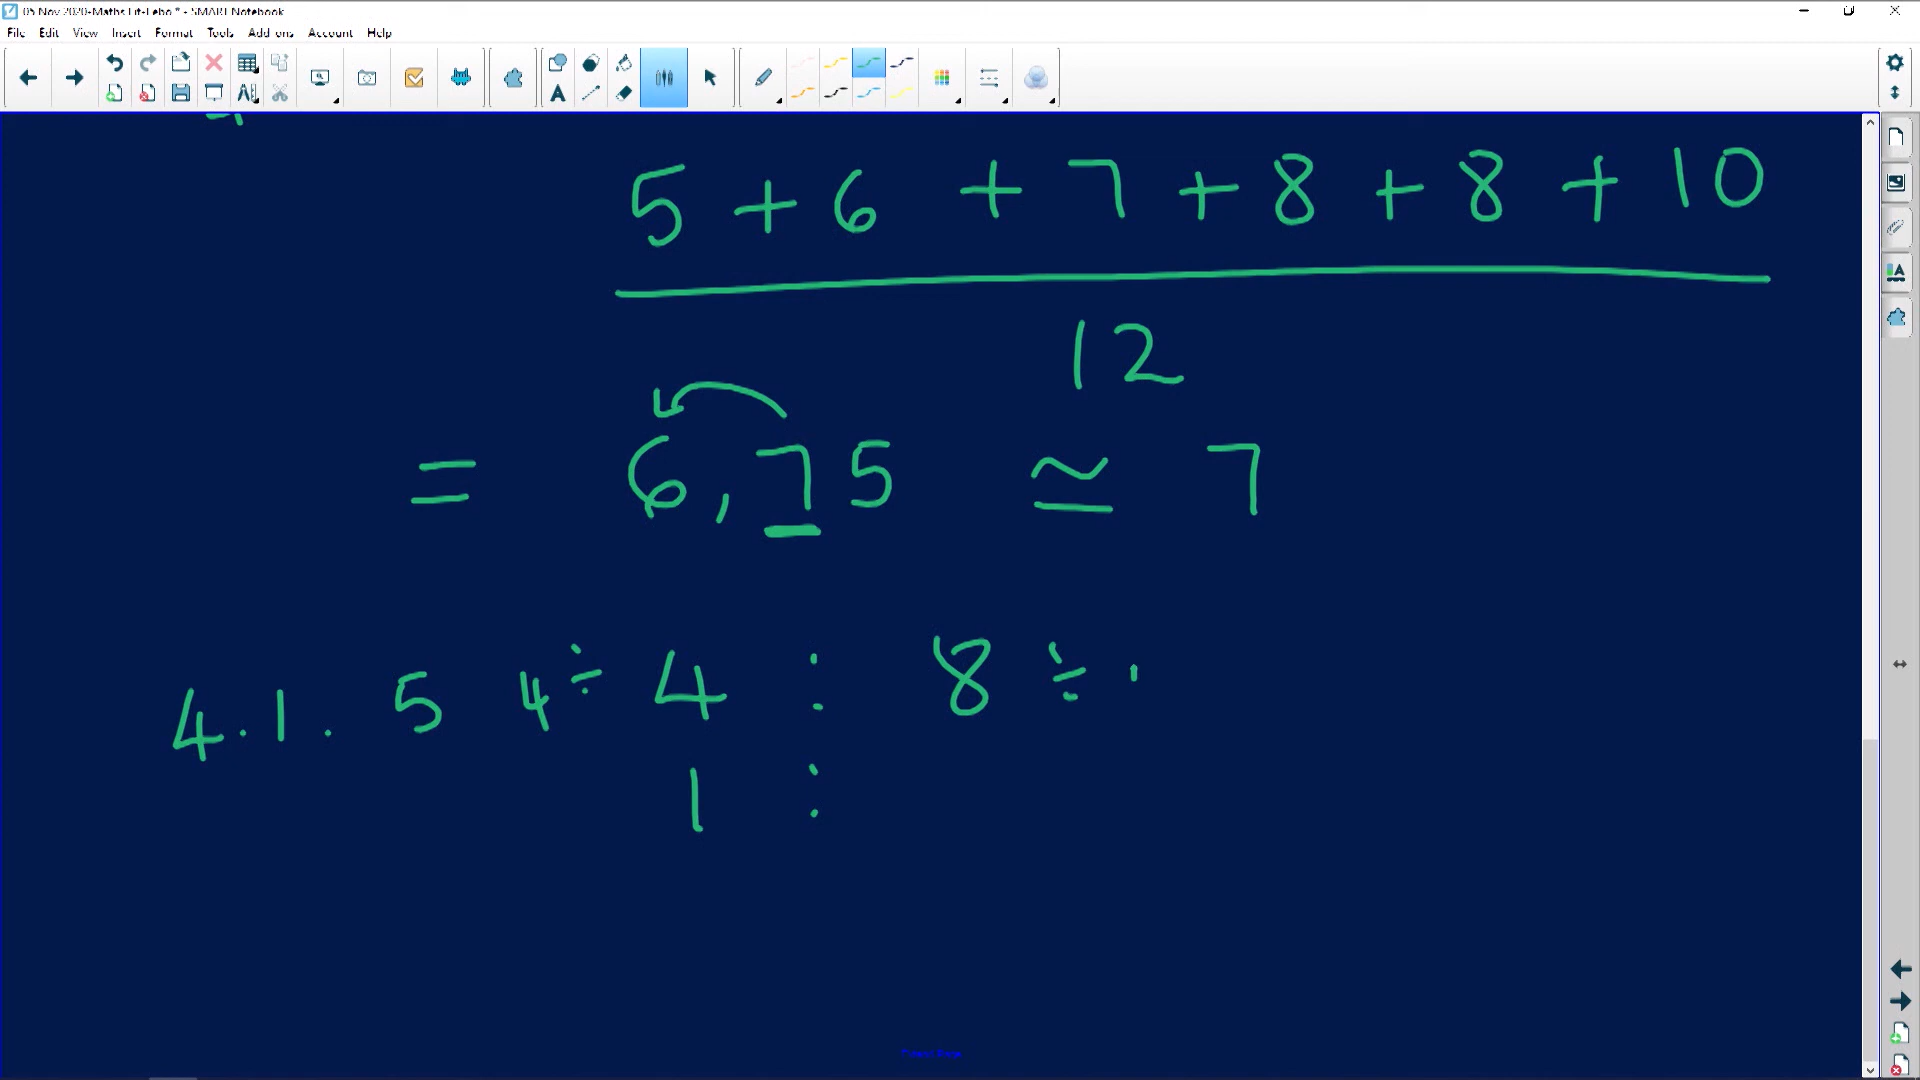 File Edit View Insert Format Tools Add-ons Account Help
5 + 6 + 7 + 8 + 8 + 10
12
= 6,75 ≃ 7
4.1.5 4 ÷ 4 : 8 ÷
1 :